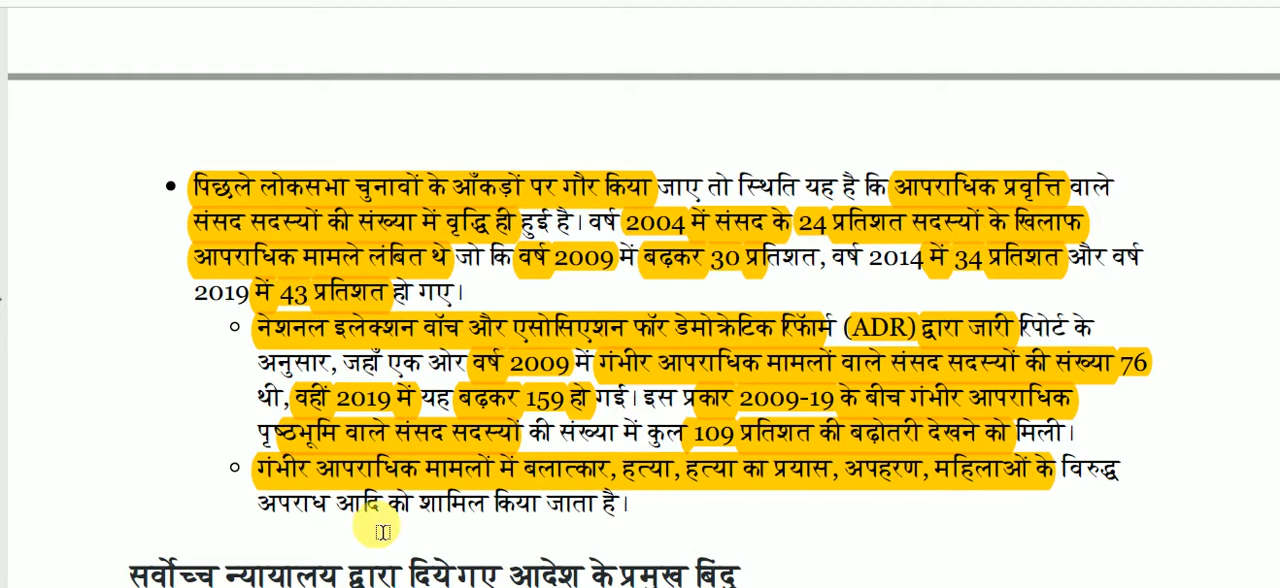 • पिछले लोकसभा चुनावों के आँकड़ों पर गौर किया जाए तो स्थिति यह है कि आपराधिक प्रवृत्ति वाले
संसद सदस्यों की संख्या में वृद्धि ही हुई है। वर्ष 2004 में संसद के 24 प्रतिशत सदस्यों के खिलाफ
आपराधिक मामले लंबित थे जो कि वर्ष 2009 में बढ़कर 30 प्रतिशत, वर्ष 2014 में 34 प्रतिशत और वर्ष
2019 में 43 प्रतिशत हो गए।
○ नेशनल इलेक्शन वॉच और एसोसिएशन फॉर डेमोक्रेटिक रिफॉर्म (ADR) द्वारा जारी रिपोर्ट के
अनुसार, जहाँ एक ओर वर्ष 2009 में गंभीर आपराधिक मामलों वाले संसद सदस्यों की संख्या 76
थी, वहीं 2019 में यह बढ़कर 159 हो गई। इस प्रकार 2009-19 के बीच गंभीर आपराधिक
पृष्ठभूमि वाले संसद सदस्यों की संख्या में कुल 109 प्रतिशत की बढ़ोतरी देखने को मिली।
○ गंभीर आपराधिक मामलों में बलात्कार, हत्या, हत्या का प्रयास, अपहरण, महिलाओं के विरुद्ध
अपराध आदि को शामिल किया जाता है।
सर्वोच्च न्यायालय द्वारा दिये गए आदेश के प्रमुख बिंदु